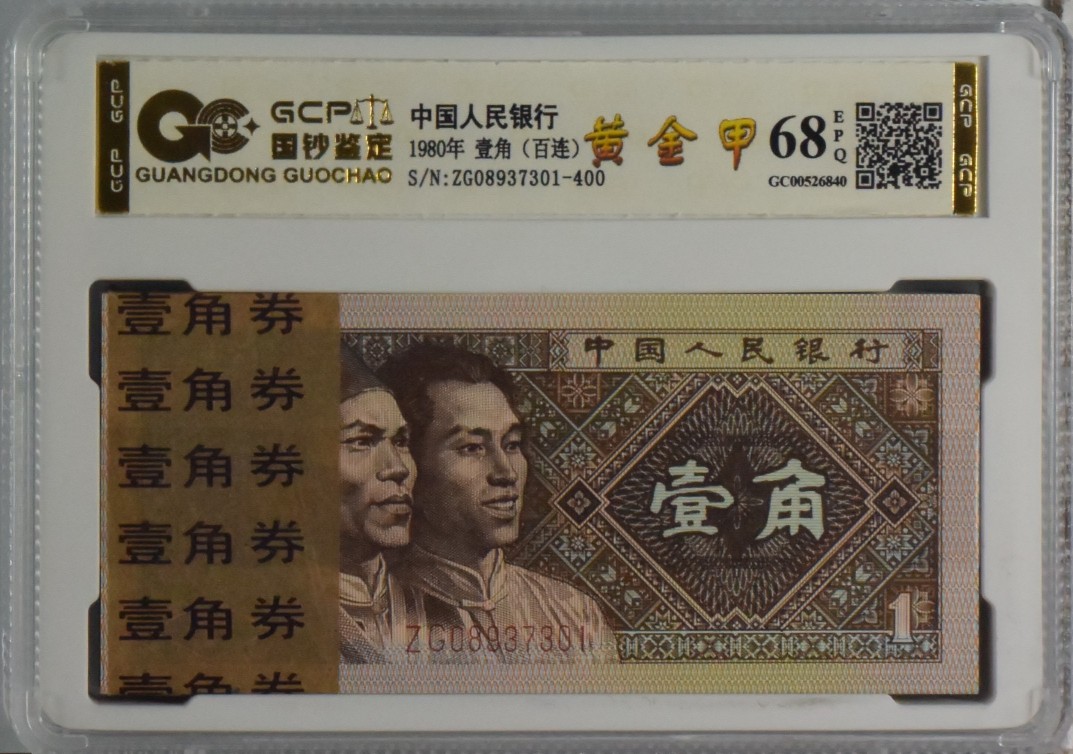 GCP
GCP
GCP
国钞鉴定
GUANGDONG GUOCHAO
中国人民银行
1980年 壹角（百连）
S/N:ZG08937301-400
黄金甲
68
EPQ
GC00526840
GCP
GCP
壹角券
壹角券
壹角券
壹角券
壹角券
壹角券
中国人民银行
壹角
ZG08937301
1